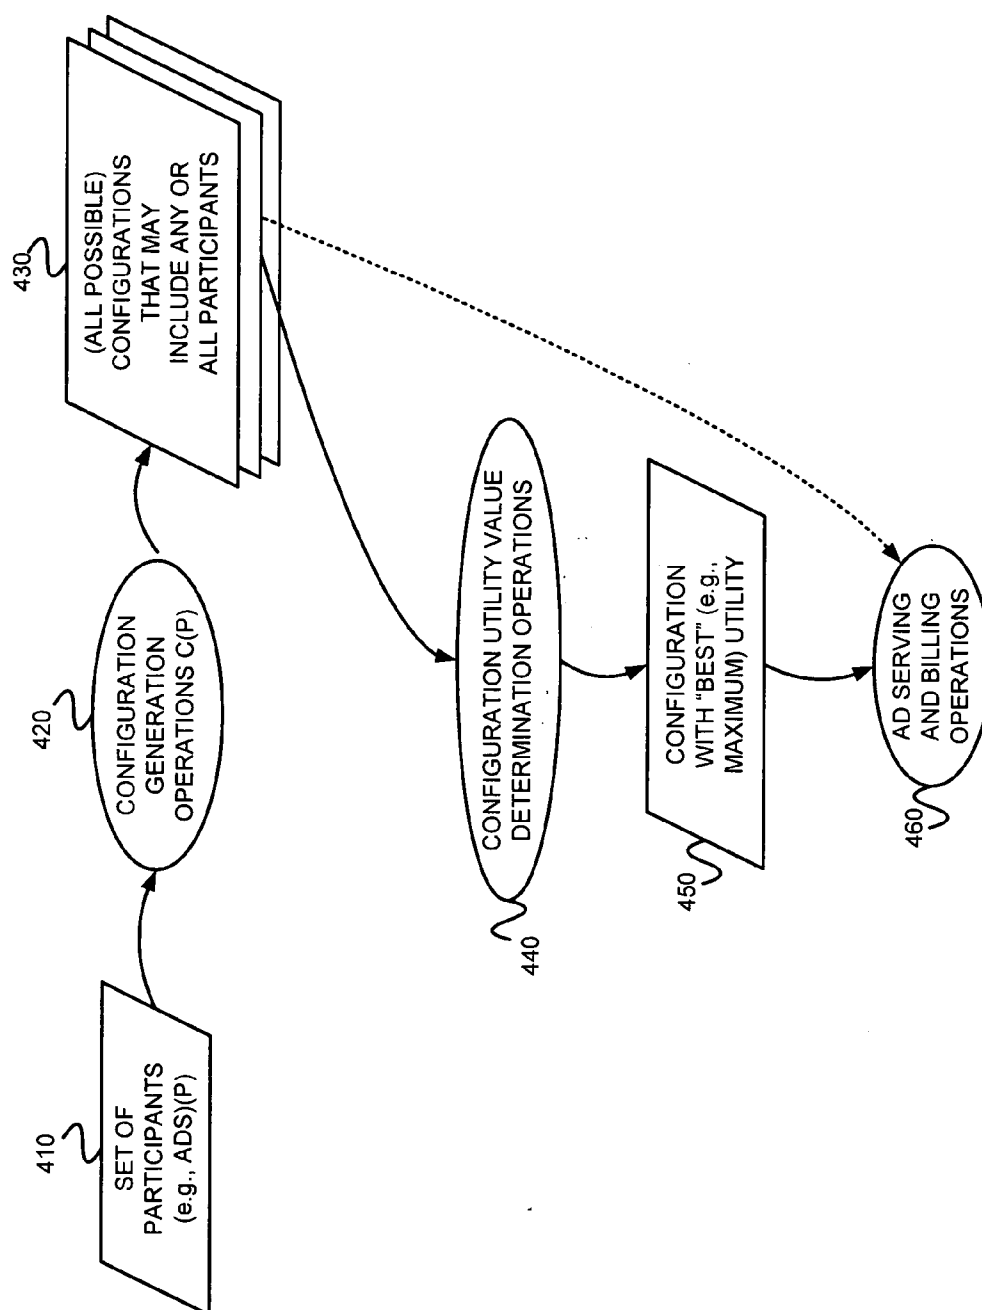 410
SET OF
PARTICIPANTS
(e.g., ADS)(P)
420
CONFIGURATION
GENERATION
OPERATIONS C(P)
430
(ALL POSSIBLE)
CONFIGURATIONS
THAT MAY
INCLUDE ANY OR
ALL PARTICIPANTS
440
CONFIGURATION UTILITY VALUE
DETERMINATION OPERATIONS
450
CONFIGURATION
WITH "BEST" (e.g.,
MAXIMUM) UTILITY
460
AD SERVING
AND BILLING
OPERATIONS